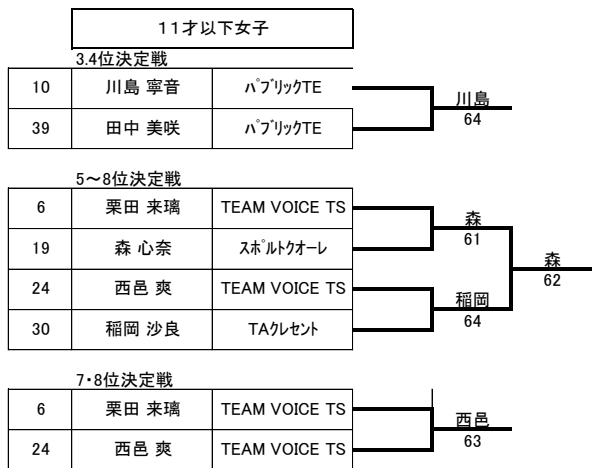 11才以下女子
3.4位決定戦
10 川島 寧音 パブリックTE
川島
64
39 田中 美咲 パブリックTE
5～8位決定戦
6 栗田 来璃 TEAM VOICE TS
森
61
19 森 心奈 スポルトクオーレ
森
62
24 西邑 爽 TEAM VOICE TS
稲岡
64
30 稲岡 沙良 TAクレセント
7・8位決定戦
6 栗田 来璃 TEAM VOICE TS
西邑
63
24 西邑 爽 TEAM VOICE TS